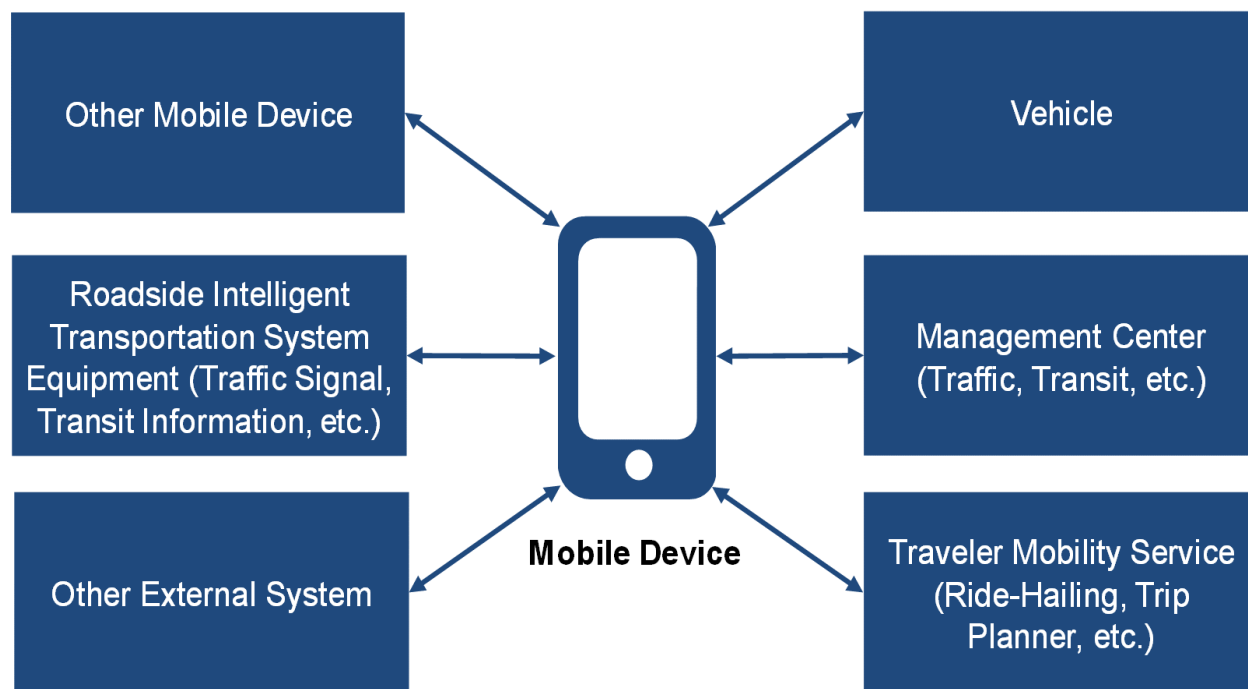 Other Mobile Device
Vehicle
Roadside Intelligent
Transportation System
Equipment (Traffic Signal,
Transit Information, etc.)
Management Center
(Traffic, Transit, etc.)
Other External System
Mobile Device
Traveler Mobility Service
(Ride-Hailing, Trip
Planner, etc.)